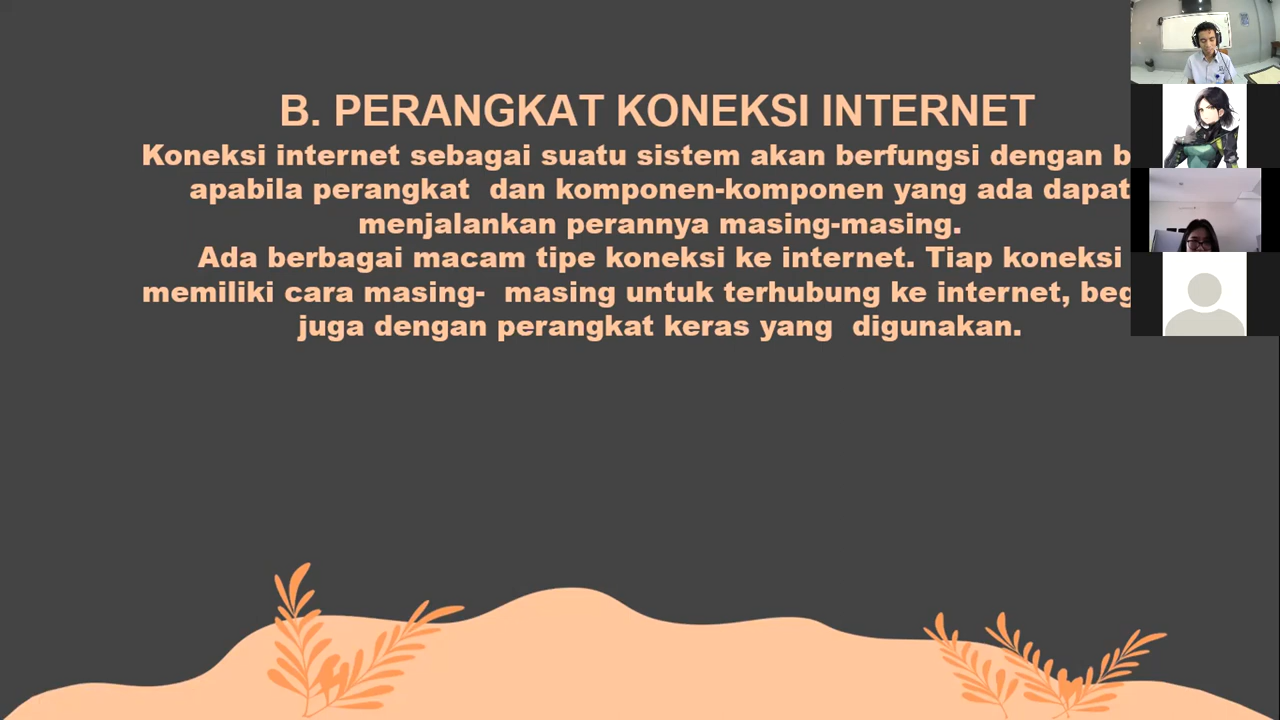 B. PERANGKAT KONEKSI INTERNET
Koneksi internet sebagai suatu sistem akan berfungsi dengan
apabila perangkat dan komponen-komponen yang ada dapat
menjalankan perannya masing-masing.
Ada berbagai macam tipe koneksi ke internet. Tiap koneksi
memiliki cara masing- masing untuk terhubung ke internet,
juga dengan perangkat keras yang digunakan.